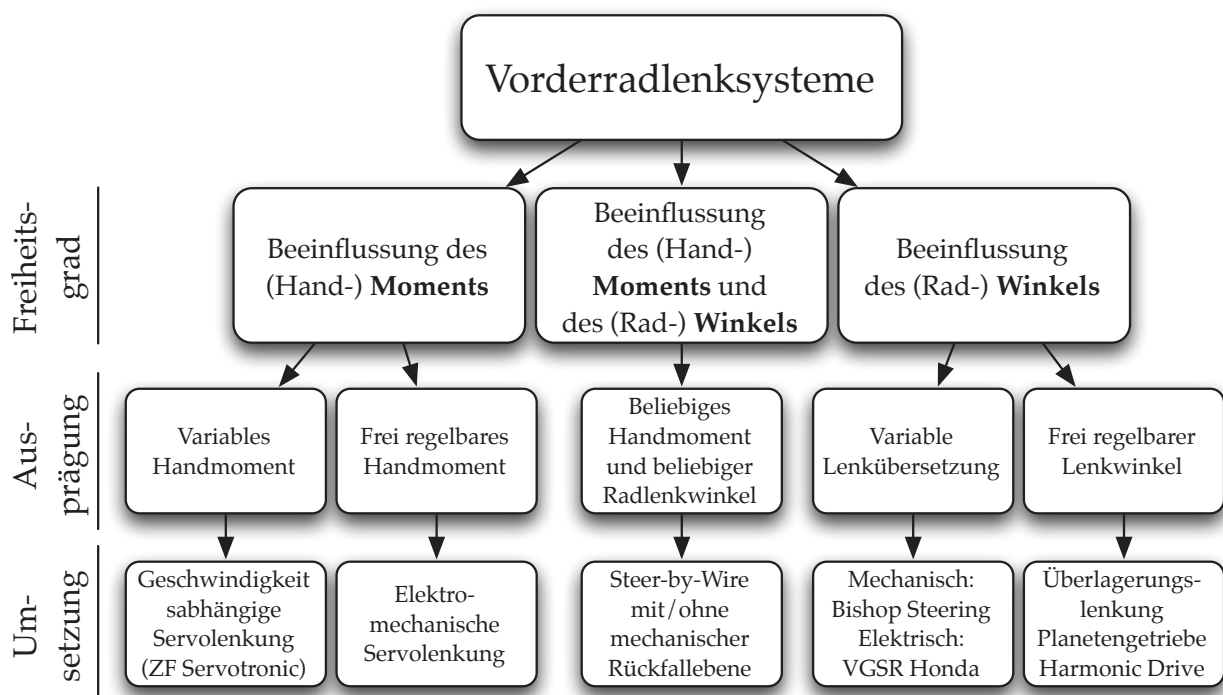 Vorderradlenksysteme
Freiheits-
grad
Beeinflussung des
(Hand-) Moments
Beeinflussung
des (Hand-)
Moments und
des (Rad-) Winkels
Beeinflussung
des (Rad-) Winkels
Aus-
prägung
Variables
Handmoment
Frei regelbares
Handmoment
Beliebiges
Handmoment
und beliebiger
Radlenkwinkel
Variable
Lenkübersetzung
Frei regelbarer
Lenkwinkel
Um-
setzung
Geschwindigkeit
sabhängige
Servolenkung
(ZF Servotronic)
Elektro-
mechanische
Servolenkung
Steer-by-Wire
mit/ohne
mechanischer
Rückfallebene
Mechanisch:
Bishop Steering
Elektrisch:
VGSR Honda
Überlagerungs-
lenkung
Planetengetriebe
Harmonic Drive